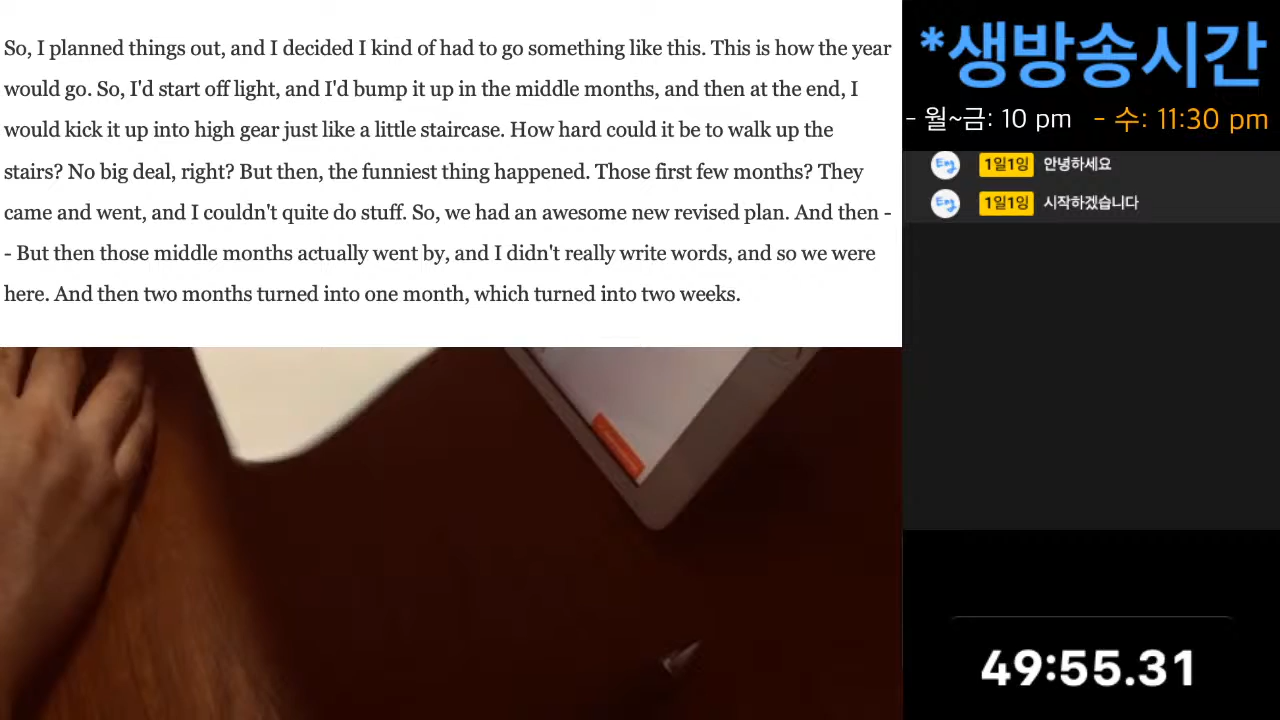 So, I planned things out, and I decided I kind of had to go something like this. This is how the year
would go. So, I'd start off light, and I'd bump it up in the middle months, and then at the end, I
would kick it up into high gear just like a little staircase. How hard could it be to walk up the
stairs? No big deal, right? But then, the funniest thing happened. Those first few months? They
came and went, and I couldn't quite do stuff. So, we had an awesome new revised plan. And then -
- But then those middle months actually went by, and I didn't really write words, and so we were
here. And then two months turned into one month, which turned into two weeks.
*생방송시간
- 월~금: 10 pm - 수: 11:30 pm
1일1잉 안녕하세요
1일1잉 시작하겠습니다
49:55.31